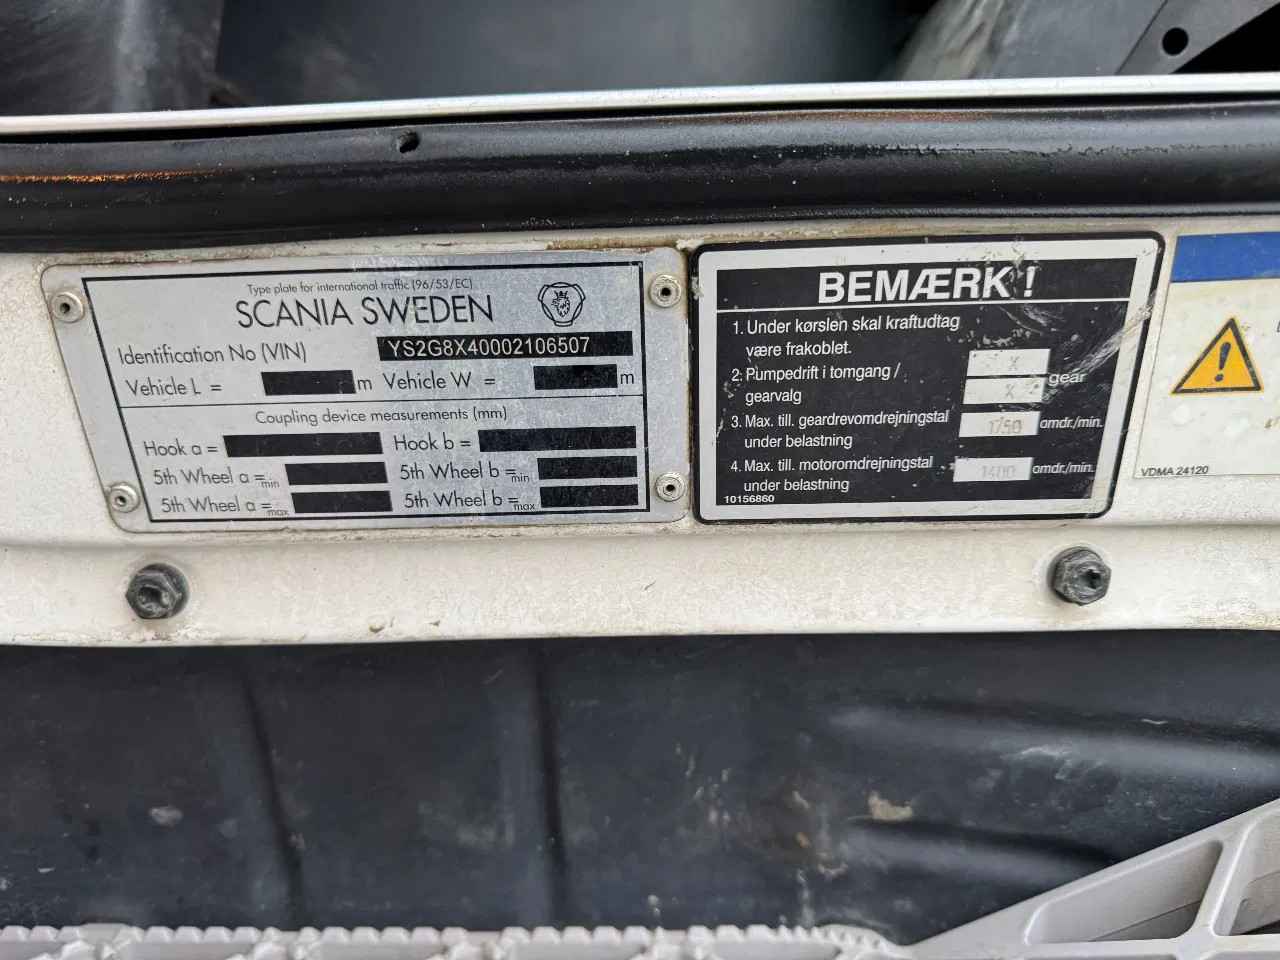 Type plate for international traffic (96/53/EC)
SCANIA SWEDEN
Identification No (VIN) YS2G8X40002106507
Vehicle L = m Vehicle W = m
Coupling device measurements (mm)
Hook a = Hook b =
5th Wheel a = min 5th Wheel b = min
5th Wheel a = max 5th Wheel b = max
BEMÆRK !
1. Under kørslen skal kraftudtag
være frakoblet.
2. Pumpedrift i tomgang / X
gearvalg X gear
3. Max. till. geardrevomdrejningstal 1750 omdr./min.
under belastning
4. Max. till. motoromdrejningstal 1400 omdr./min.
under belastning
10156860
VDMA 24120